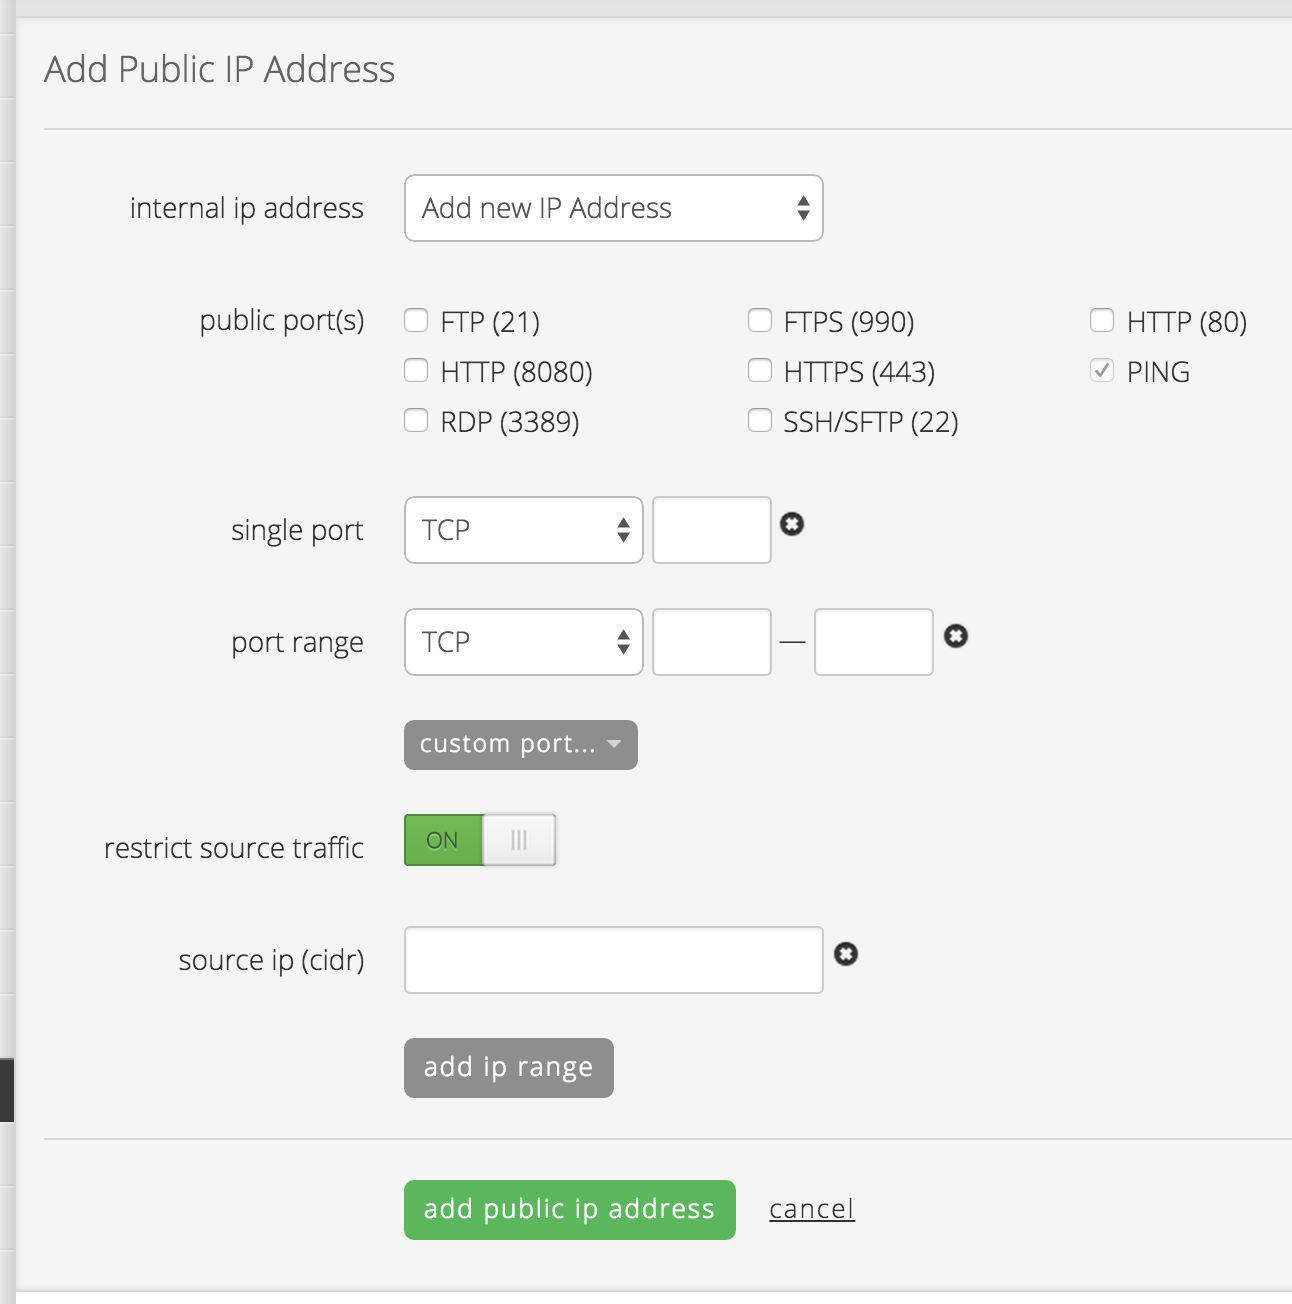 Add Public IP Address
internal ip address Add new IP Address
public port(s) FTP (21) FTPS (990) HTTP (80)
HTTP (8080) HTTPS (443) PING
RDP (3389) SSH/SFTP (22)
single port TCP
port range TCP —
custom port...
restrict source traffic ON
source ip (cidr)
add ip range
add public ip address cancel